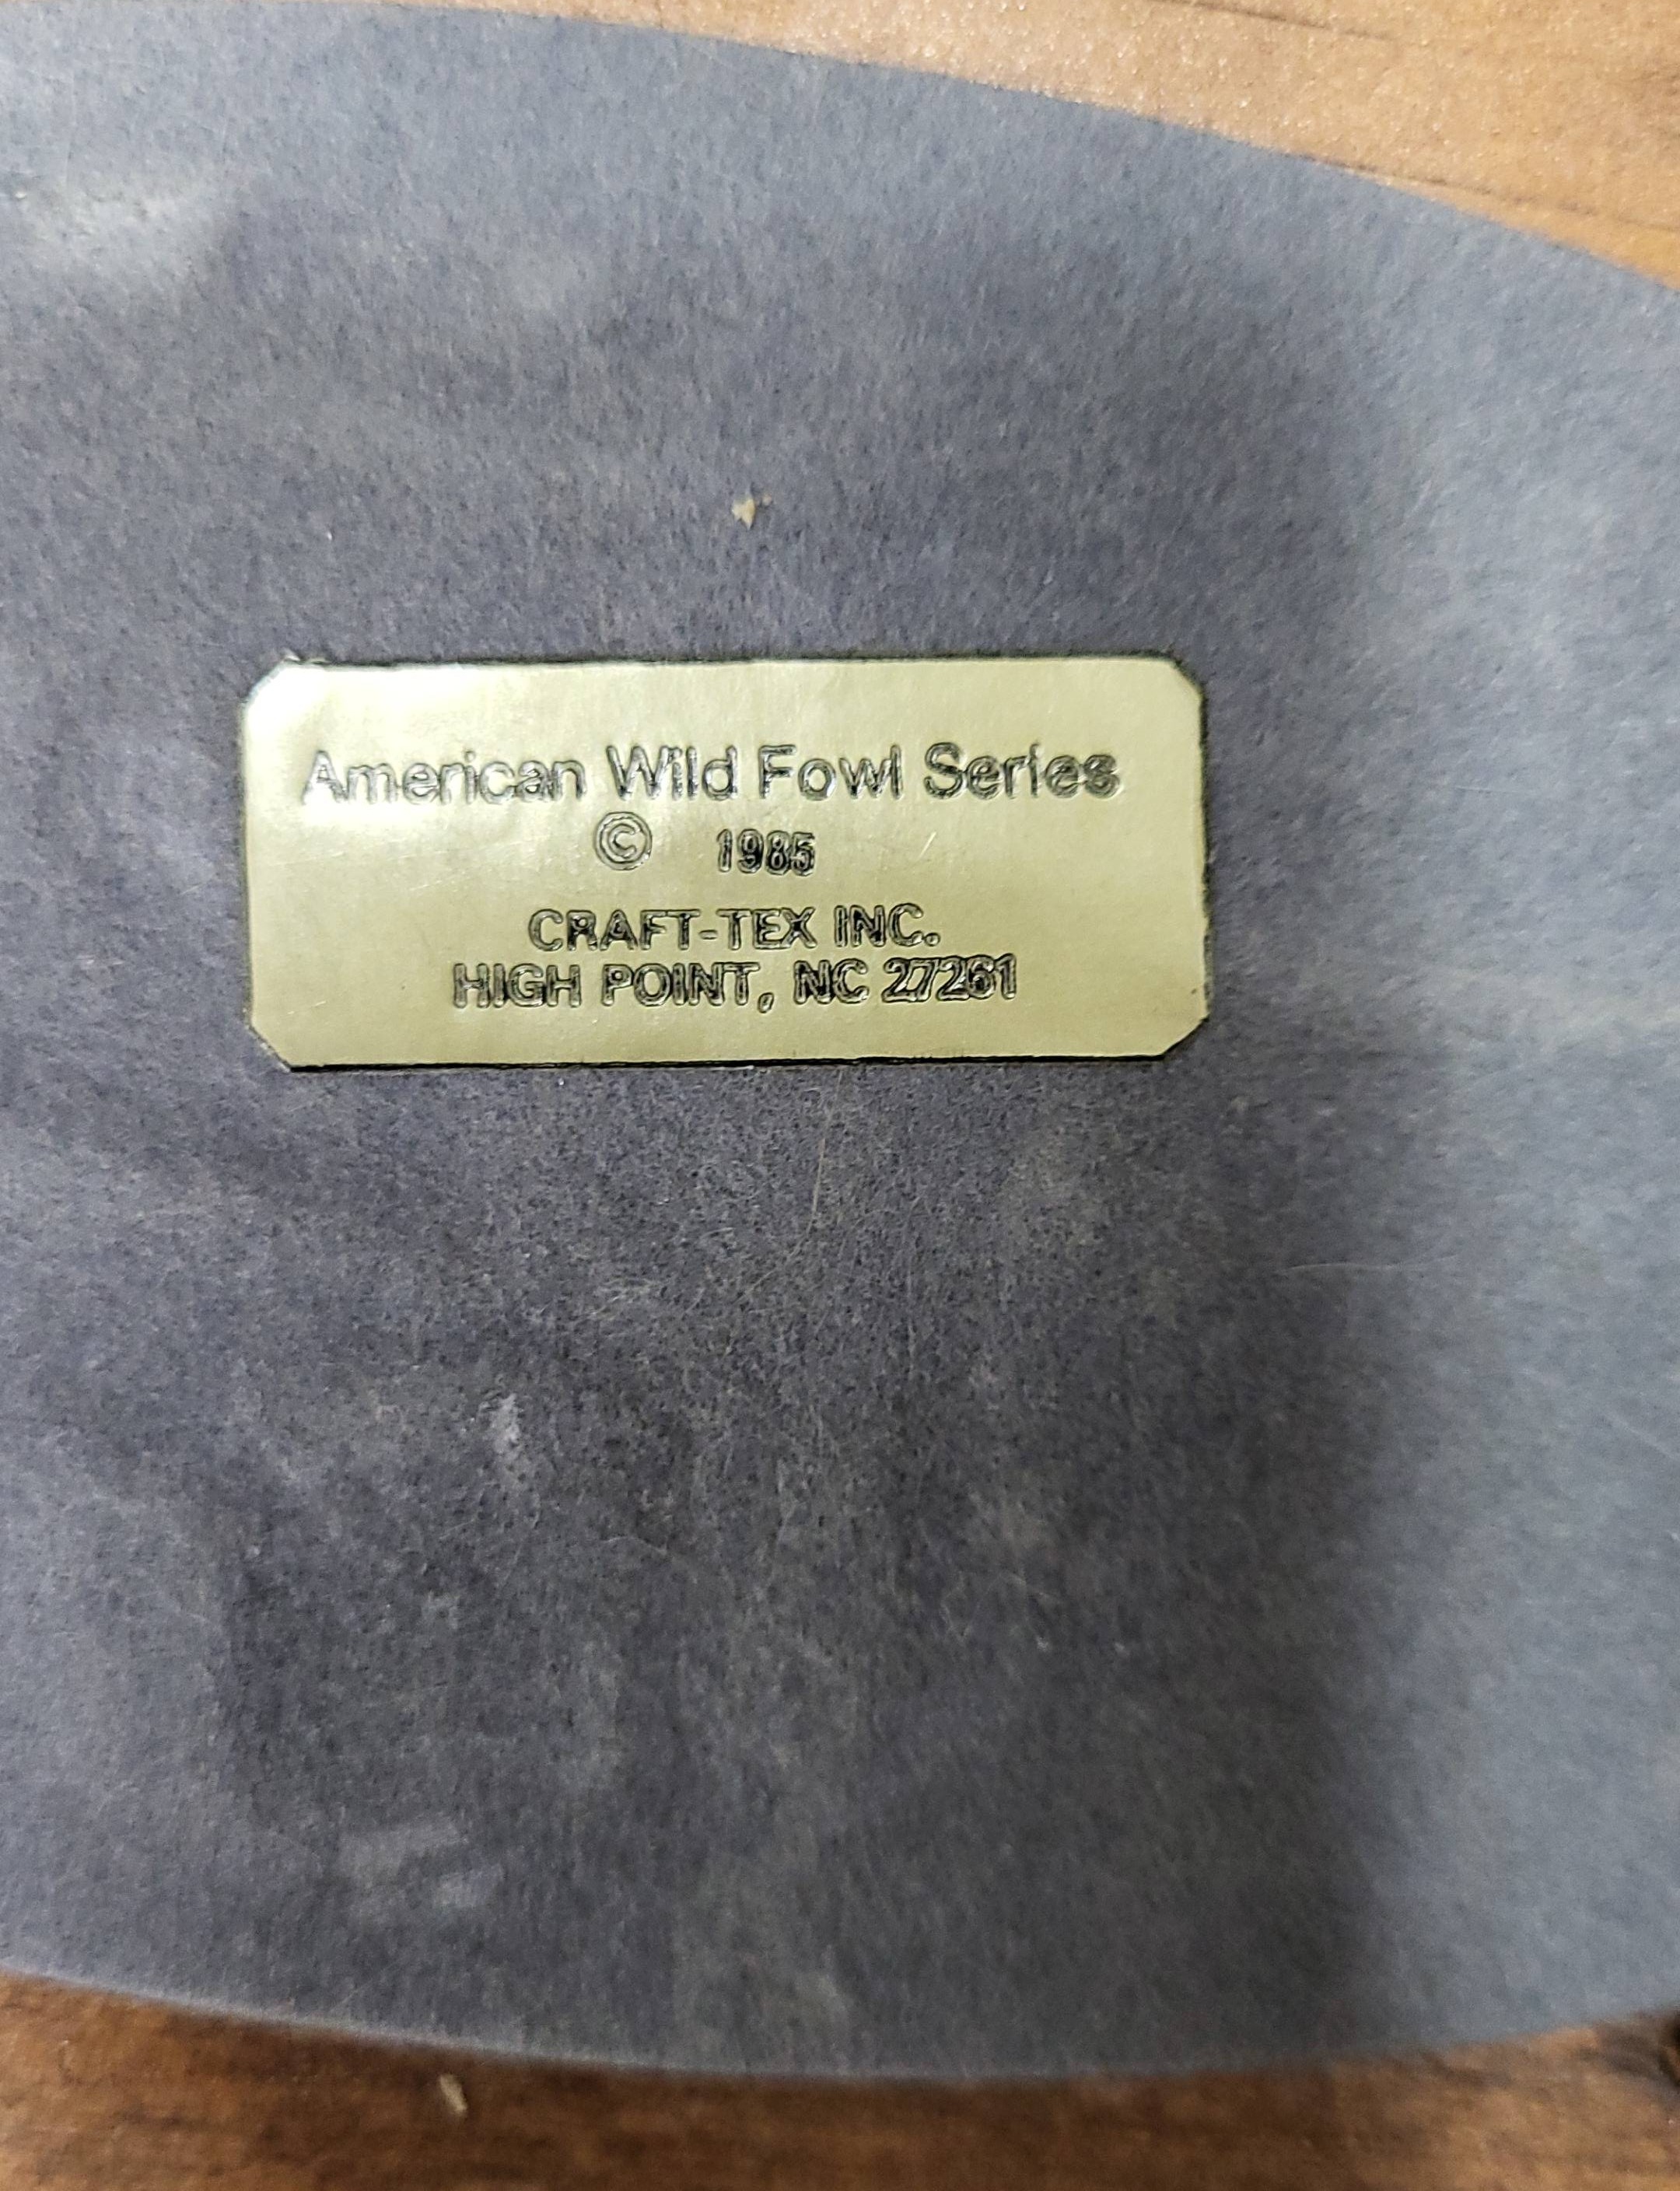 American Wild Fowl Series
© 1985
CRAFT-TEX INC.
HIGH POINT, NC 27261